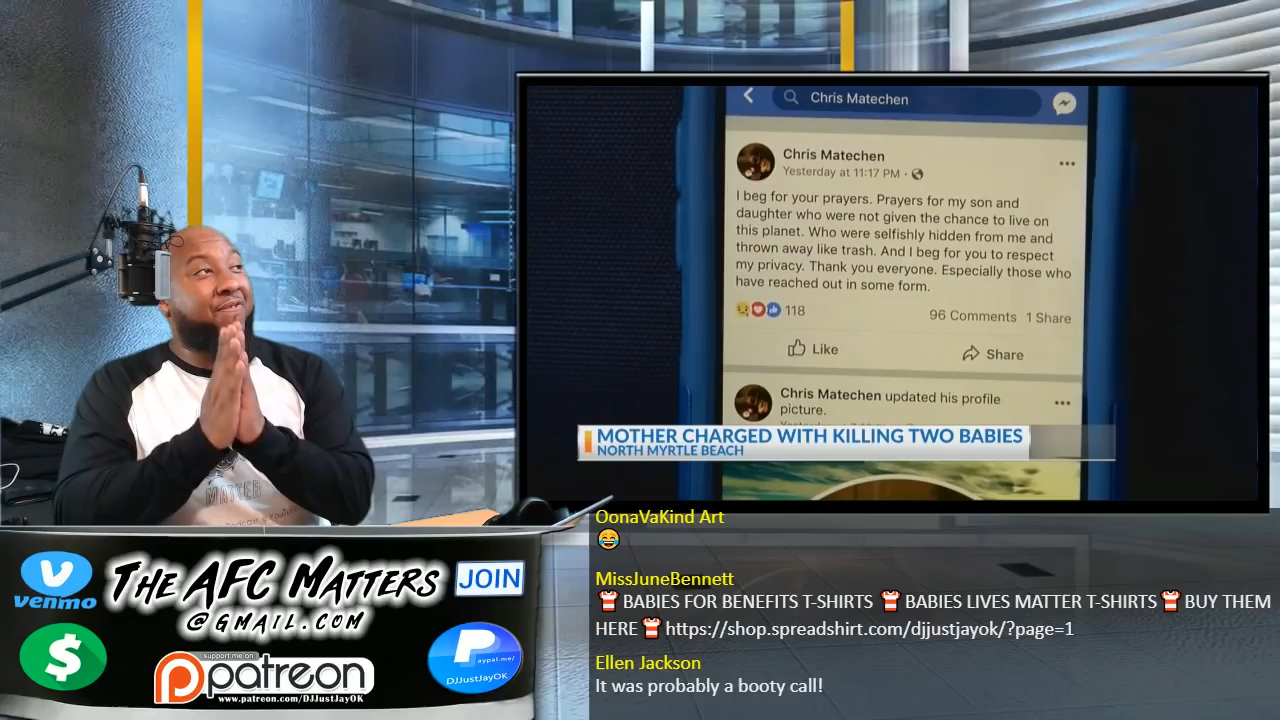 Chris Matechen
Chris Matechen
Yesterday at 11:17 PM ·
I beg for your prayers. Prayers for my son and
daughter who were not given the chance to live on
this planet. Who were selfishly hidden from me and
thrown away like trash. And I beg for you to respect
my privacy. Thank you everyone. Especially those who
have reached out in some form.
118
96 Comments 1 Share
Like
Share
Chris Matechen updated his profile
picture.
MOTHER CHARGED WITH KILLING TWO BABIES
NORTH MYRTLE BEACH
MATTER
OonaVaKind Art
😂
MissJuneBennett
BABIES FOR BENEFITS T-SHIRTS BABIES LIVES MATTER T-SHIRTS BUY THEM
HERE https://shop.spreadshirt.com/djjustjayok/?page=1
Ellen Jackson
It was probably a booty call!
V
venmo
THE AFC MATTERS
@GMAIL.COM
JOIN
$
support me on
patreon
www.patreon.com/DJJustJayOK
P
aypal.me/
DJJustJayOK